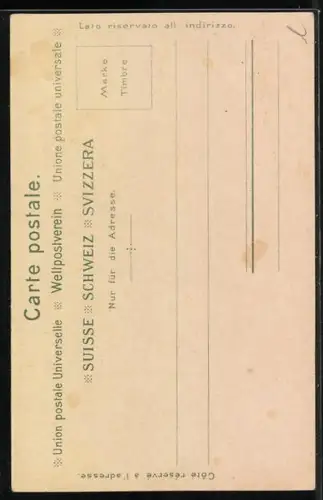 Carte postale.
※ Union postale Universelle ※ Weltpostverein ※ Unione postale universale ※
※ SUISSE ※ SCHWEIZ ※ SVIZZERA
Nur für die Adresse.
Marke
Timbre
Lato riservato all' indirizzo.
Côté réservé à l'adresse.